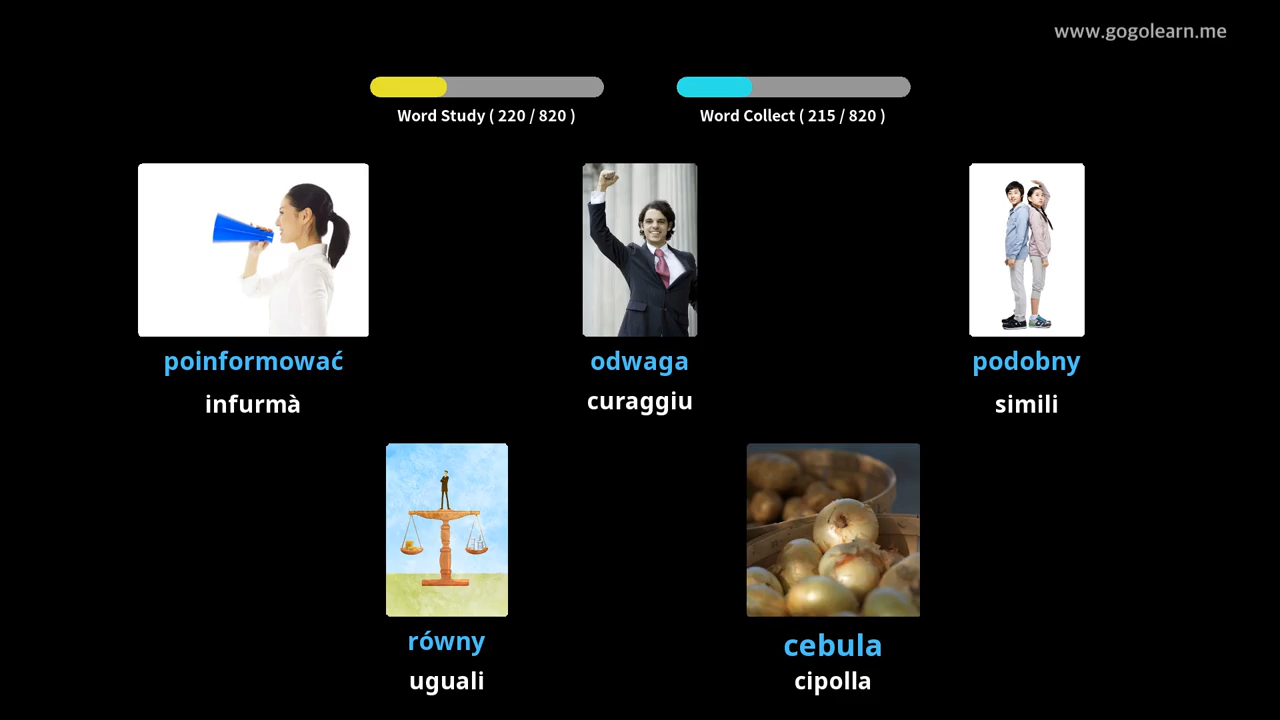 www.gogolearn.me
Word Study ( 220 / 820 )
Word Collect ( 215 / 820 )
poinformować
infurmà
odwaga
curaggiu
podobny
simili
równy
uguali
cebula
cipolla